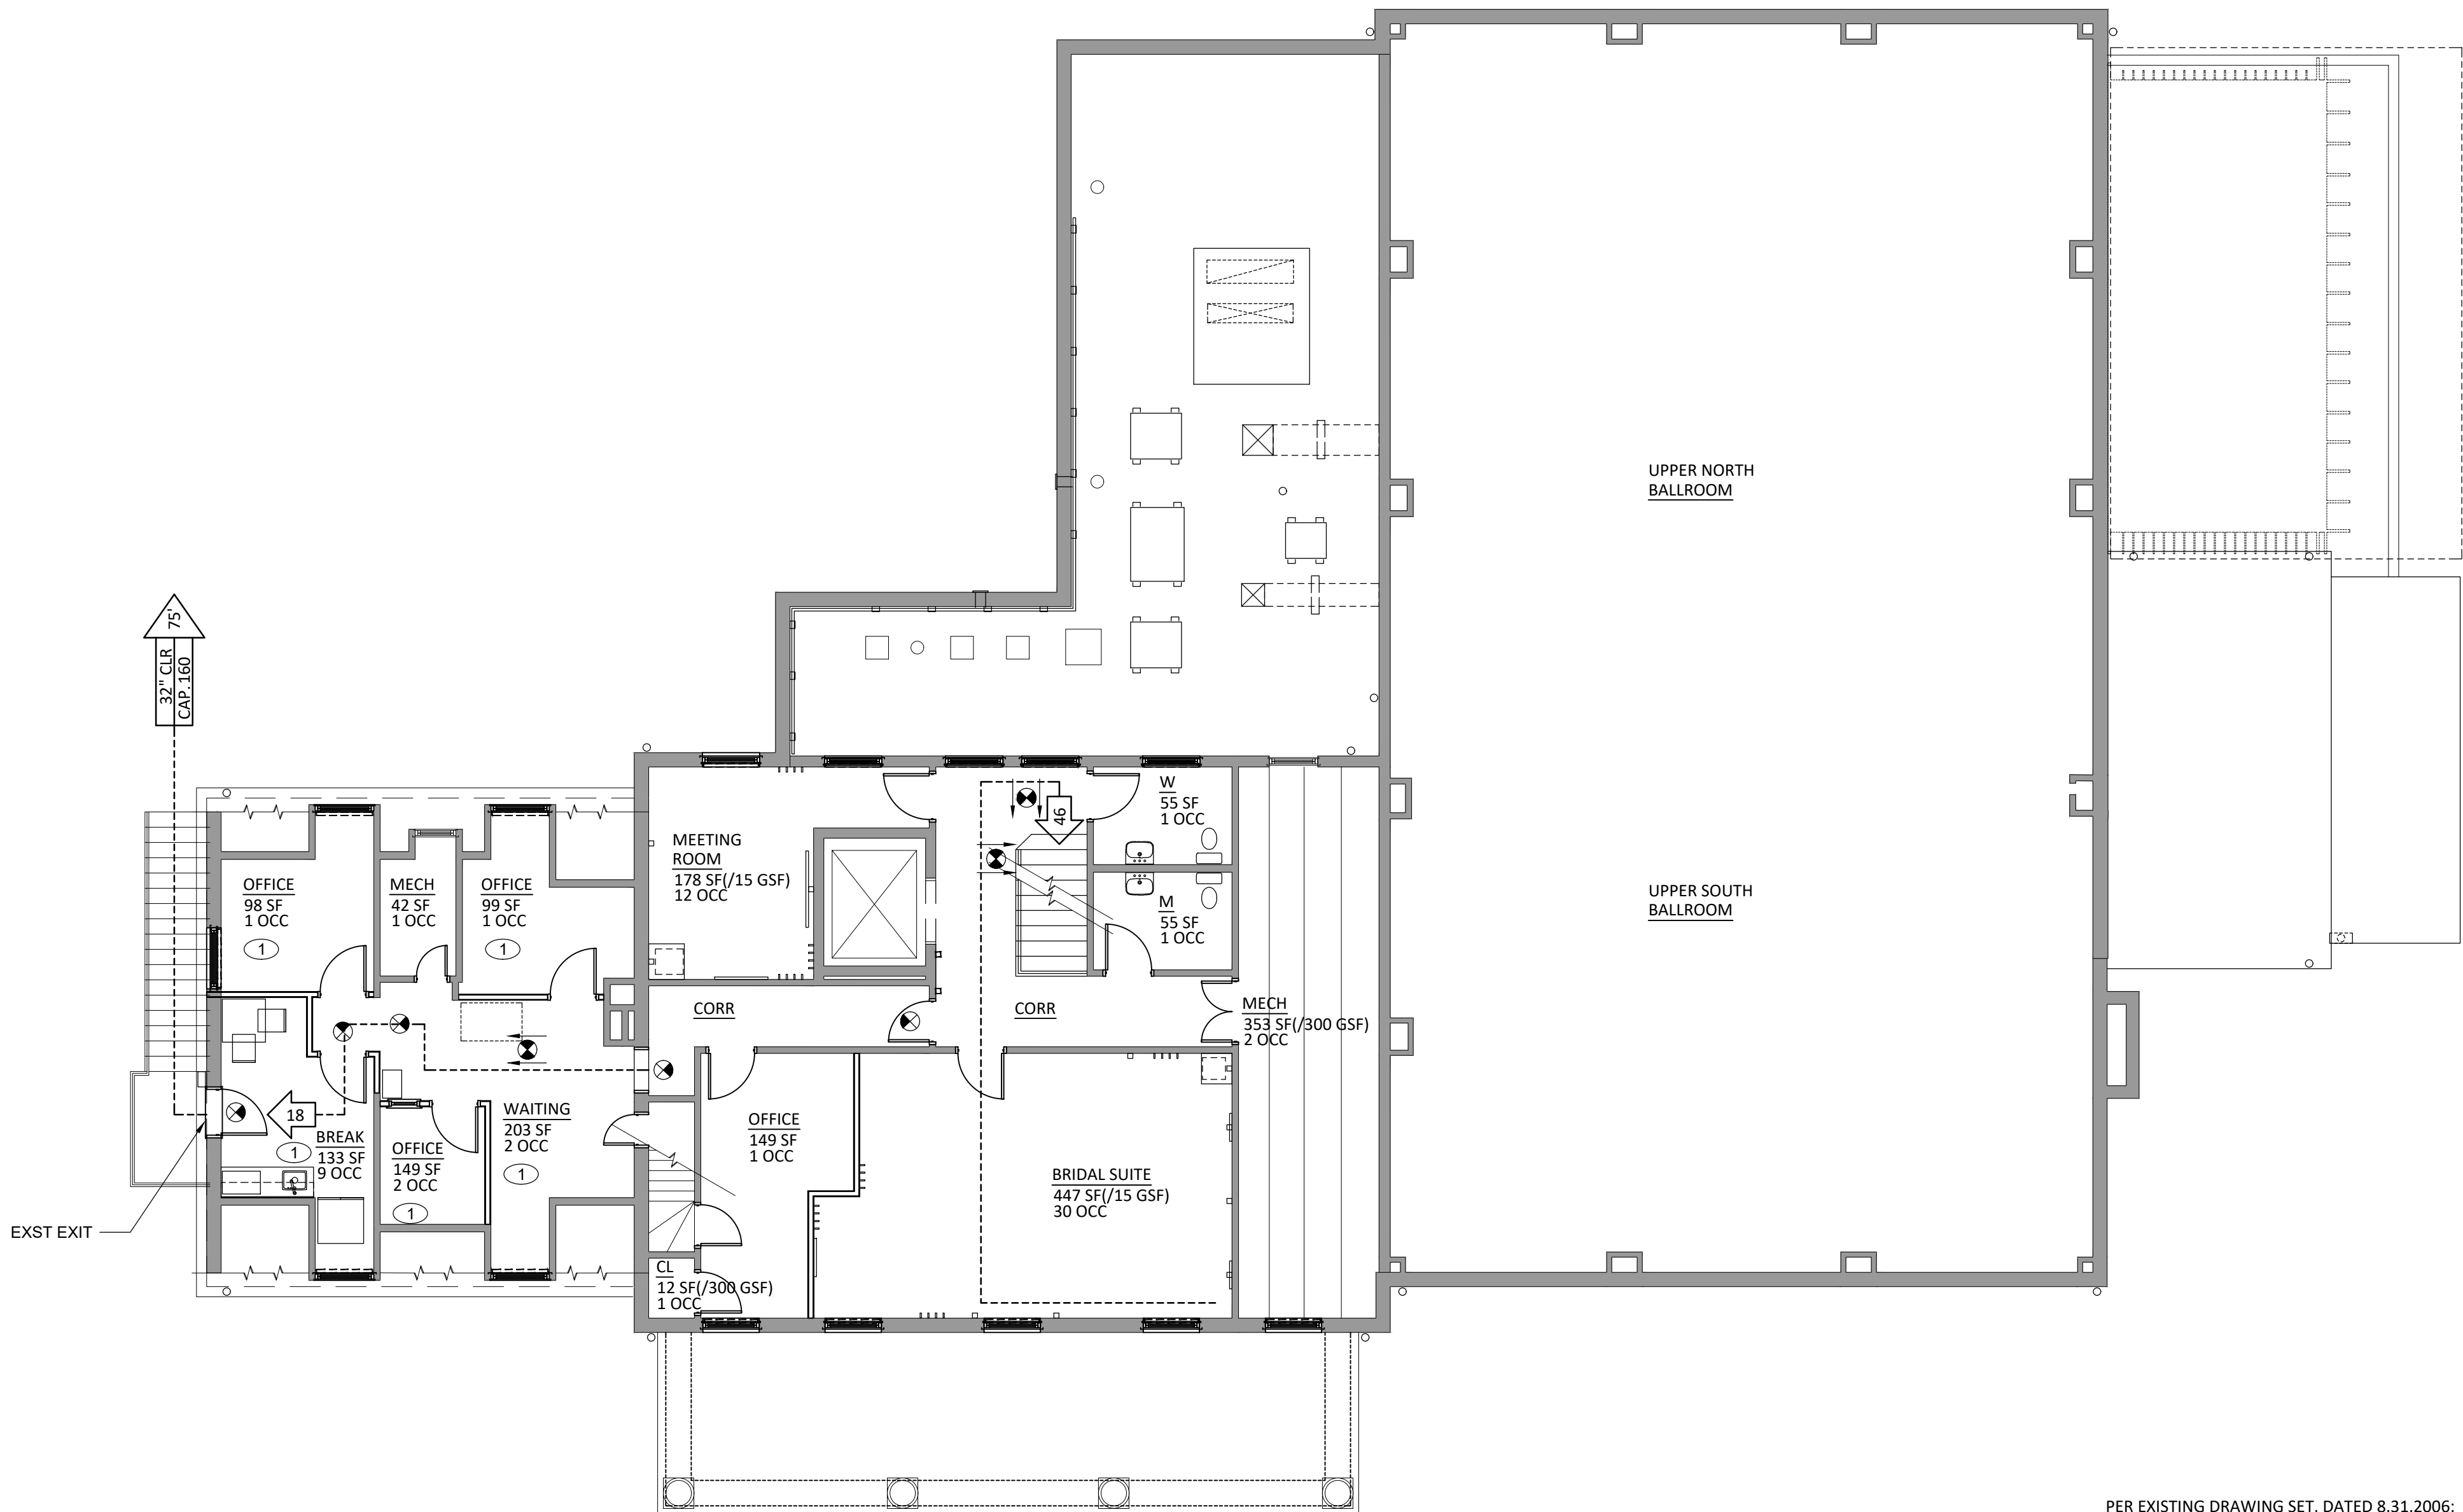 UPPER NORTH
BALLROOM
75'
32" CLR
CAP. 160
W
55 SF
1 OCC
46
MEETING
ROOM
178 SF(/15 GSF)
12 OCC
OFFICE
98 SF
1 OCC
1
MECH
42 SF
1 OCC
OFFICE
99 SF
1 OCC
1
M
55 SF
1 OCC
UPPER SOUTH
BALLROOM
CORR
CORR
MECH
353 SF(/300 GSF)
2 OCC
18
BREAK
133 SF
9 OCC
1
OFFICE
149 SF
2 OCC
1
WAITING
203 SF
2 OCC
1
OFFICE
149 SF
1 OCC
BRIDAL SUITE
447 SF(/15 GSF)
30 OCC
EXST EXIT
CL
12 SF(/300 GSF)
1 OCC
PER EXISTING DRAWING SET, DATED 8.31.2006: